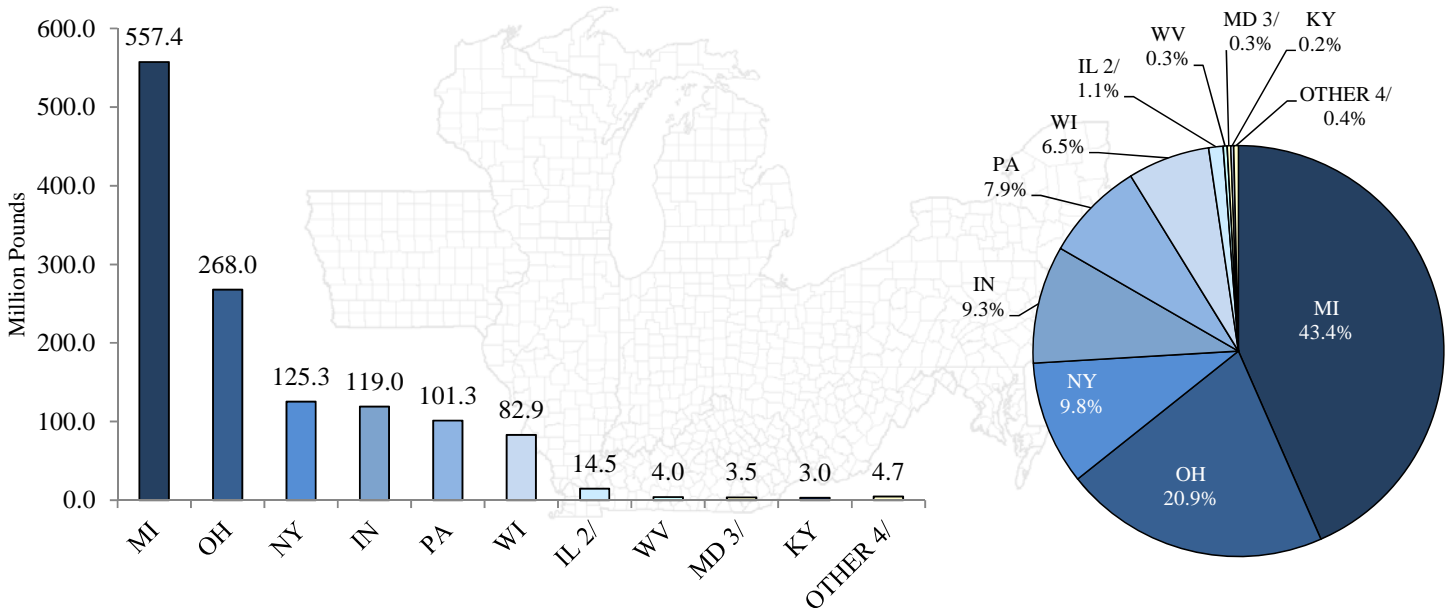 600.0
500.0
400.0
300.0
200.0
100.0
0.0
Million Pounds
557.4
268.0
125.3
119.0
101.3
82.9
14.5
4.0
3.5
3.0
4.7
MI
OH
NY
IN
PA
WI
IL 2/
WV
MD 3/
KY
OTHER 4/
MI
43.4%
OH
20.9%
NY
9.8%
IN
9.3%
PA
7.9%
WI
6.5%
IL 2/
1.1%
WV
0.3%
MD 3/
0.3%
KY
0.2%
OTHER 4/
0.4%